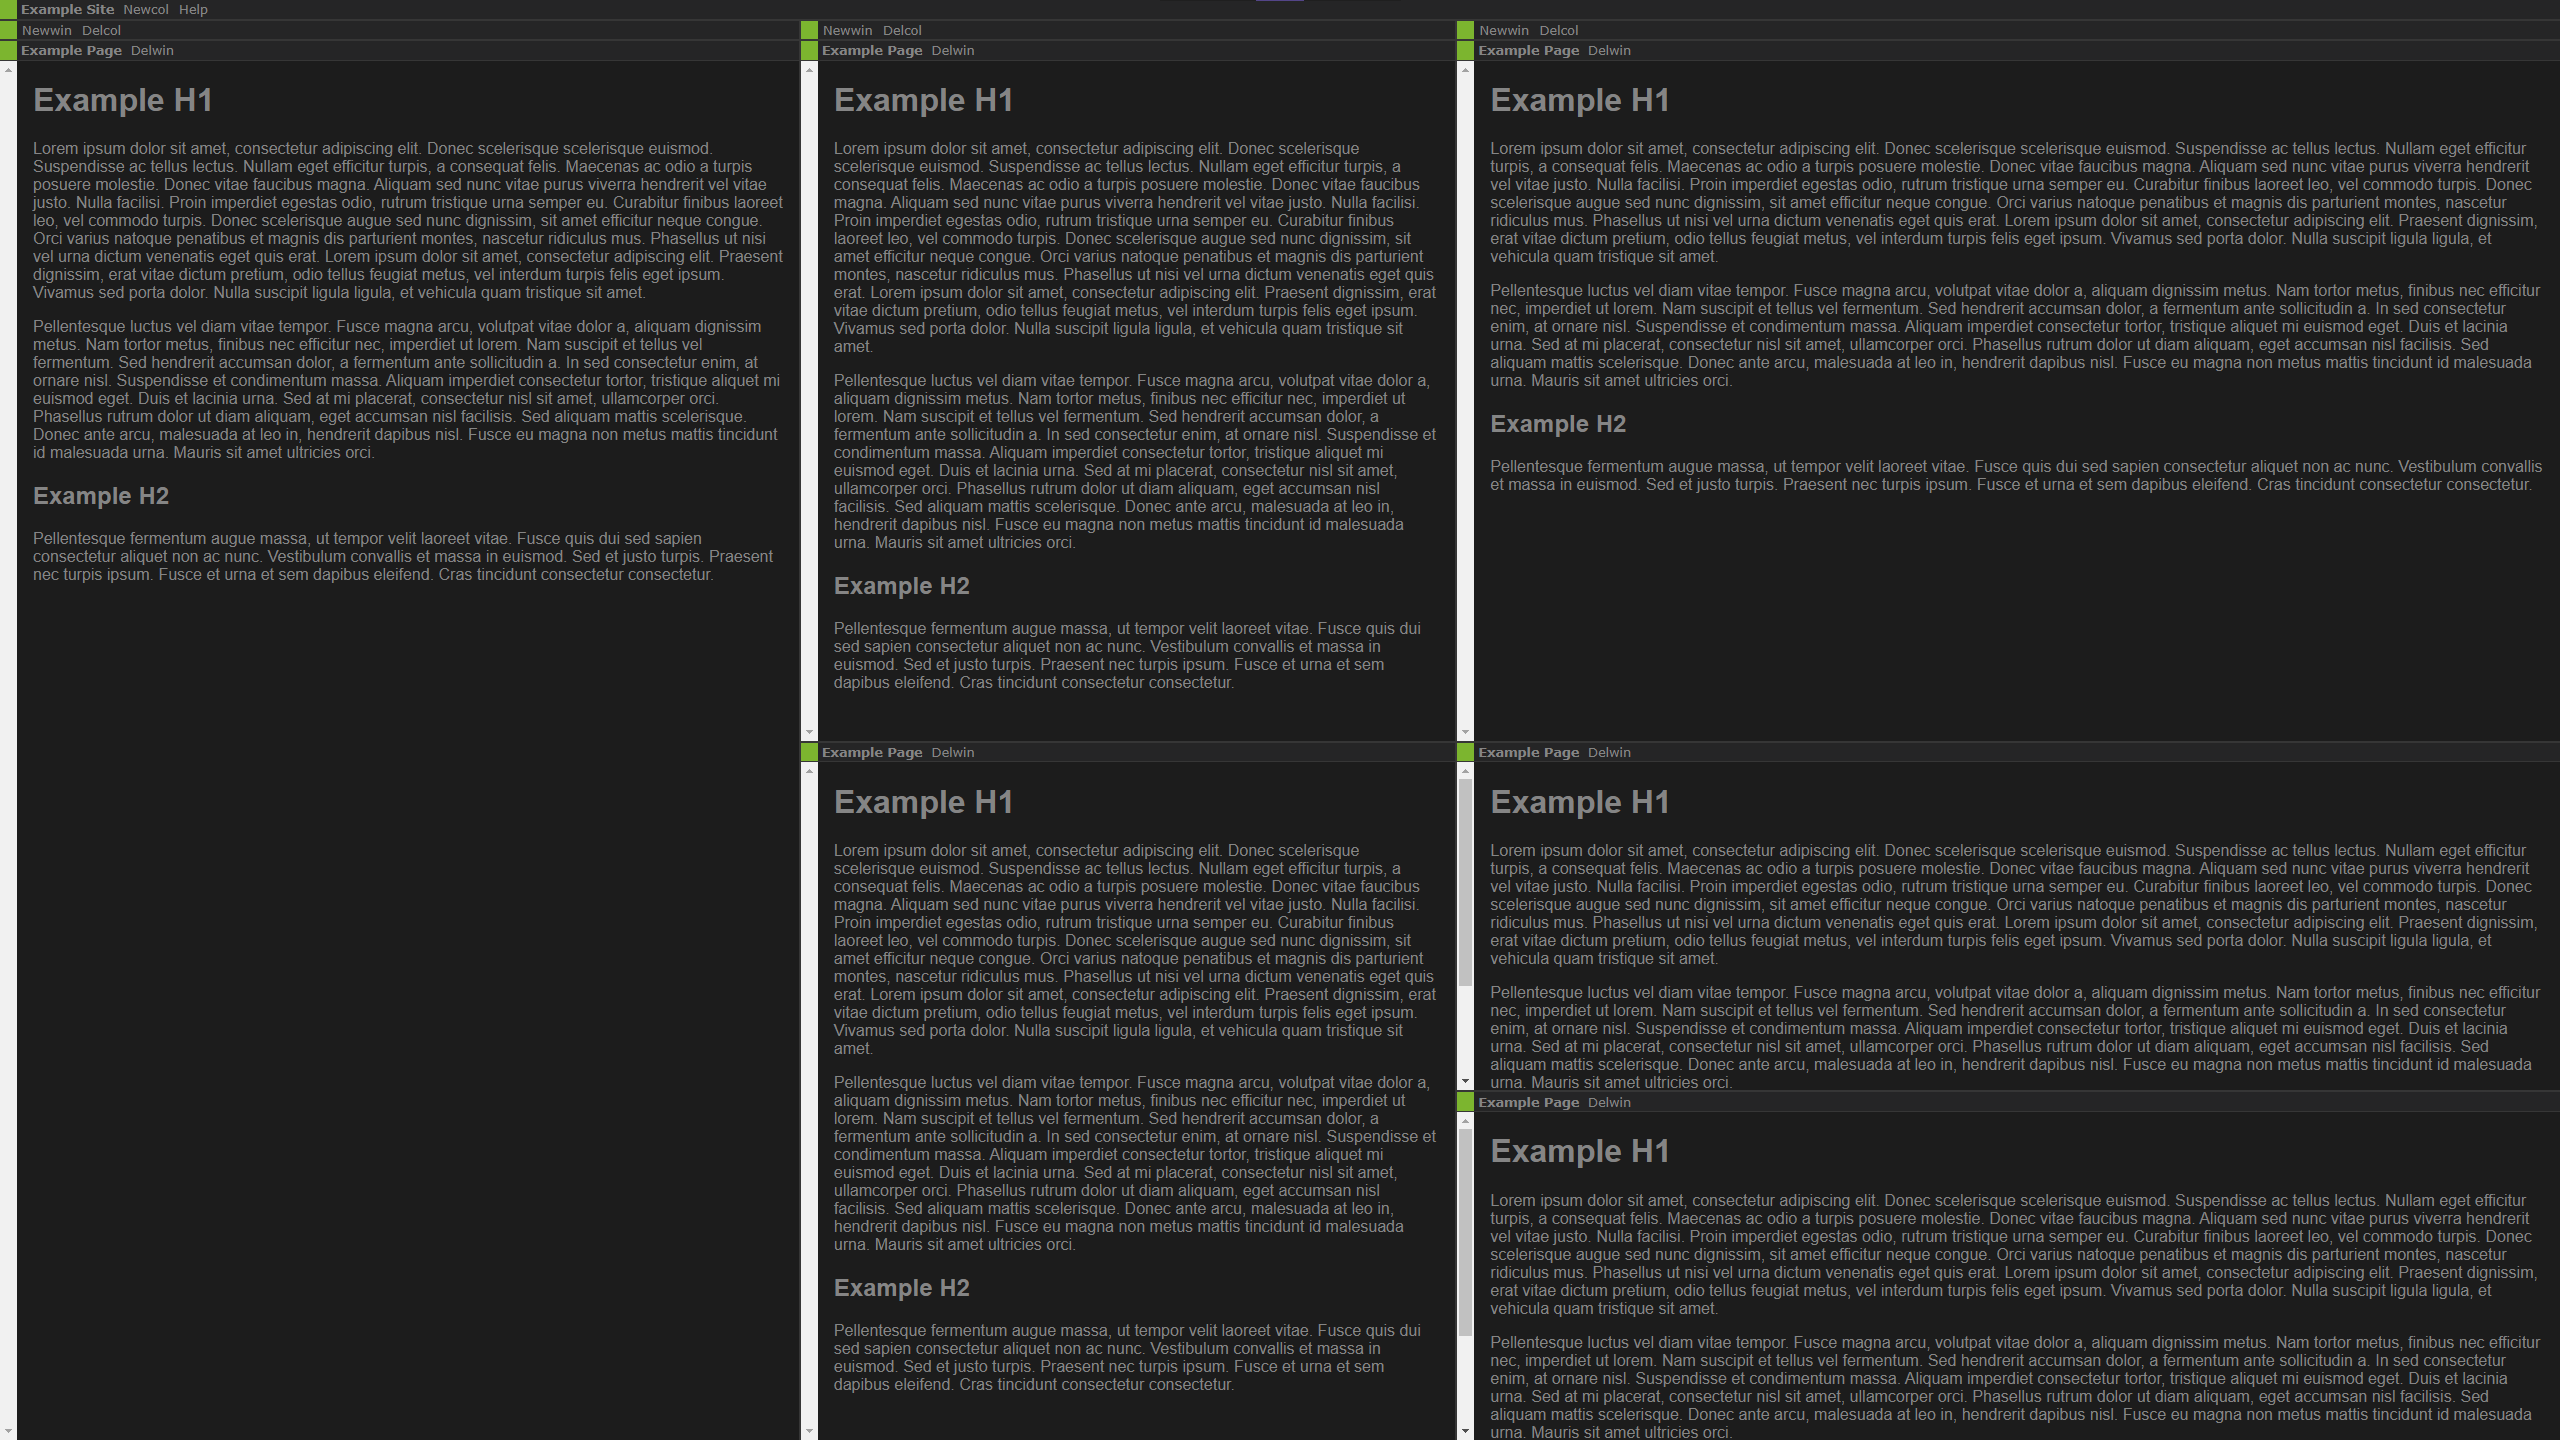 Example Site Newcol Help
Newwin Delcol
Example Page Delwin
Example H1
Lorem ipsum dolor sit amet, consectetur adipiscing elit. Donec scelerisque scelerisque euismod.
Suspendisse ac tellus lectus. Nullam eget efficitur turpis, a consequat felis. Maecenas ac odio a turpis
posuere molestie. Donec vitae faucibus magna. Aliquam sed nunc vitae purus viverra hendrerit vel vitae
justo. Nulla facilisi. Proin imperdiet egestas odio, rutrum tristique urna semper eu. Curabitur finibus laoreet
leo, vel commodo turpis. Donec scelerisque augue sed nunc dignissim, sit amet efficitur neque congue.
Orci varius natoque penatibus et magnis dis parturient montes, nascetur ridiculus mus. Phasellus ut nisi
vel urna dictum venenatis eget quis erat. Lorem ipsum dolor sit amet, consectetur adipiscing elit. Praesent
dignissim, erat vitae dictum pretium, odio tellus feugiat metus, vel interdum turpis felis eget ipsum.
Vivamus sed porta dolor. Nulla suscipit ligula ligula, et vehicula quam tristique sit amet.
Pellentesque luctus vel diam vitae tempor. Fusce magna arcu, volutpat vitae dolor a, aliquam dignissim
metus. Nam tortor metus, finibus nec efficitur nec, imperdiet ut lorem. Nam suscipit et tellus vel
fermentum. Sed hendrerit accumsan dolor, a fermentum ante sollicitudin a. In sed consectetur enim, at
ornare nisl. Suspendisse et condimentum massa. Aliquam imperdiet consectetur tortor, tristique aliquet mi
euismod eget. Duis et lacinia urna. Sed at mi placerat, consectetur nisl sit amet, ullamcorper orci.
Phasellus rutrum dolor ut diam aliquam, eget accumsan nisl facilisis. Sed aliquam mattis scelerisque.
Donec ante arcu, malesuada at leo in, hendrerit dapibus nisl. Fusce eu magna non metus mattis tincidunt
id malesuada urna. Mauris sit amet ultricies orci.
Example H2
Pellentesque fermentum augue massa, ut tempor velit laoreet vitae. Fusce quis dui sed sapien
consectetur aliquet non ac nunc. Vestibulum convallis et massa in euismod. Sed et justo turpis. Praesent
nec turpis ipsum. Fusce et urna et sem dapibus eleifend. Cras tincidunt consectetur consectetur.
Newwin Delcol
Example Page Delwin
Example H1
Lorem ipsum dolor sit amet, consectetur adipiscing elit. Donec scelerisque
scelerisque euismod. Suspendisse ac tellus lectus. Nullam eget efficitur turpis, a
consequat felis. Maecenas ac odio a turpis posuere molestie. Donec vitae faucibus
magna. Aliquam sed nunc vitae purus viverra hendrerit vel vitae justo. Nulla facilisi.
Proin imperdiet egestas odio, rutrum tristique urna semper eu. Curabitur finibus
laoreet leo, vel commodo turpis. Donec scelerisque augue sed nunc dignissim, sit
amet efficitur neque congue. Orci varius natoque penatibus et magnis dis parturient
montes, nascetur ridiculus mus. Phasellus ut nisi vel urna dictum venenatis eget quis
erat. Lorem ipsum dolor sit amet, consectetur adipiscing elit. Praesent dignissim, erat
vitae dictum pretium, odio tellus feugiat metus, vel interdum turpis felis eget ipsum.
Vivamus sed porta dolor. Nulla suscipit ligula ligula, et vehicula quam tristique sit
amet.
Pellentesque luctus vel diam vitae tempor. Fusce magna arcu, volutpat vitae dolor a,
aliquam dignissim metus. Nam tortor metus, finibus nec efficitur nec, imperdiet ut
lorem. Nam suscipit et tellus vel fermentum. Sed hendrerit accumsan dolor, a
fermentum ante sollicitudin a. In sed consectetur enim, at ornare nisl. Suspendisse et
condimentum massa. Aliquam imperdiet consectetur tortor, tristique aliquet mi
euismod eget. Duis et lacinia urna. Sed at mi placerat, consectetur nisl sit amet,
ullamcorper orci. Phasellus rutrum dolor ut diam aliquam, eget accumsan nisl
facilisis. Sed aliquam mattis scelerisque. Donec ante arcu, malesuada at leo in,
hendrerit dapibus nisl. Fusce eu magna non metus mattis tincidunt id malesuada
urna. Mauris sit amet ultricies orci.
Example H2
Pellentesque fermentum augue massa, ut tempor velit laoreet vitae. Fusce quis dui
sed sapien consectetur aliquet non ac nunc. Vestibulum convallis et massa in
euismod. Sed et justo turpis. Praesent nec turpis ipsum. Fusce et urna et sem
dapibus eleifend. Cras tincidunt consectetur consectetur.
Example Page Delwin
Example H1
Lorem ipsum dolor sit amet, consectetur adipiscing elit. Donec scelerisque
scelerisque euismod. Suspendisse ac tellus lectus. Nullam eget efficitur turpis, a
consequat felis. Maecenas ac odio a turpis posuere molestie. Donec vitae faucibus
magna. Aliquam sed nunc vitae purus viverra hendrerit vel vitae justo. Nulla facilisi.
Proin imperdiet egestas odio, rutrum tristique urna semper eu. Curabitur finibus
laoreet leo, vel commodo turpis. Donec scelerisque augue sed nunc dignissim, sit
amet efficitur neque congue. Orci varius natoque penatibus et magnis dis parturient
montes, nascetur ridiculus mus. Phasellus ut nisi vel urna dictum venenatis eget quis
erat. Lorem ipsum dolor sit amet, consectetur adipiscing elit. Praesent dignissim, erat
vitae dictum pretium, odio tellus feugiat metus, vel interdum turpis felis eget ipsum.
Vivamus sed porta dolor. Nulla suscipit ligula ligula, et vehicula quam tristique sit
amet.
Pellentesque luctus vel diam vitae tempor. Fusce magna arcu, volutpat vitae dolor a,
aliquam dignissim metus. Nam tortor metus, finibus nec efficitur nec, imperdiet ut
lorem. Nam suscipit et tellus vel fermentum. Sed hendrerit accumsan dolor, a
fermentum ante sollicitudin a. In sed consectetur enim, at ornare nisl. Suspendisse et
condimentum massa. Aliquam imperdiet consectetur tortor, tristique aliquet mi
euismod eget. Duis et lacinia urna. Sed at mi placerat, consectetur nisl sit amet,
ullamcorper orci. Phasellus rutrum dolor ut diam aliquam, eget accumsan nisl
facilisis. Sed aliquam mattis scelerisque. Donec ante arcu, malesuada at leo in,
hendrerit dapibus nisl. Fusce eu magna non metus mattis tincidunt id malesuada
urna. Mauris sit amet ultricies orci.
Example H2
Pellentesque fermentum augue massa, ut tempor velit laoreet vitae. Fusce quis dui
sed sapien consectetur aliquet non ac nunc. Vestibulum convallis et massa in
euismod. Sed et justo turpis. Praesent nec turpis ipsum. Fusce et urna et sem
dapibus eleifend. Cras tincidunt consectetur consectetur.
Newwin Delcol
Example Page Delwin
Example H1
Lorem ipsum dolor sit amet, consectetur adipiscing elit. Donec scelerisque scelerisque euismod. Suspendisse ac tellus lectus. Nullam eget efficitur
turpis, a consequat felis. Maecenas ac odio a turpis posuere molestie. Donec vitae faucibus magna. Aliquam sed nunc vitae purus viverra hendrerit
vel vitae justo. Nulla facilisi. Proin imperdiet egestas odio, rutrum tristique urna semper eu. Curabitur finibus laoreet leo, vel commodo turpis. Donec
scelerisque augue sed nunc dignissim, sit amet efficitur neque congue. Orci varius natoque penatibus et magnis dis parturient montes, nascetur
ridiculus mus. Phasellus ut nisi vel urna dictum venenatis eget quis erat. Lorem ipsum dolor sit amet, consectetur adipiscing elit. Praesent dignissim,
erat vitae dictum pretium, odio tellus feugiat metus, vel interdum turpis felis eget ipsum. Vivamus sed porta dolor. Nulla suscipit ligula ligula, et
vehicula quam tristique sit amet.
Pellentesque luctus vel diam vitae tempor. Fusce magna arcu, volutpat vitae dolor a, aliquam dignissim metus. Nam tortor metus, finibus nec efficitur
nec, imperdiet ut lorem. Nam suscipit et tellus vel fermentum. Sed hendrerit accumsan dolor, a fermentum ante sollicitudin a. In sed consectetur
enim, at ornare nisl. Suspendisse et condimentum massa. Aliquam imperdiet consectetur tortor, tristique aliquet mi euismod eget. Duis et lacinia
urna. Sed at mi placerat, consectetur nisl sit amet, ullamcorper orci. Phasellus rutrum dolor ut diam aliquam, eget accumsan nisl facilisis. Sed
aliquam mattis scelerisque. Donec ante arcu, malesuada at leo in, hendrerit dapibus nisl. Fusce eu magna non metus mattis tincidunt id malesuada
urna. Mauris sit amet ultricies orci.
Example H2
Pellentesque fermentum augue massa, ut tempor velit laoreet vitae. Fusce quis dui sed sapien consectetur aliquet non ac nunc. Vestibulum convallis
et massa in euismod. Sed et justo turpis. Praesent nec turpis ipsum. Fusce et urna et sem dapibus eleifend. Cras tincidunt consectetur consectetur.
Example Page Delwin
Example H1
Lorem ipsum dolor sit amet, consectetur adipiscing elit. Donec scelerisque scelerisque euismod. Suspendisse ac tellus lectus. Nullam eget efficitur
turpis, a consequat felis. Maecenas ac odio a turpis posuere molestie. Donec vitae faucibus magna. Aliquam sed nunc vitae purus viverra hendrerit
vel vitae justo. Nulla facilisi. Proin imperdiet egestas odio, rutrum tristique urna semper eu. Curabitur finibus laoreet leo, vel commodo turpis. Donec
scelerisque augue sed nunc dignissim, sit amet efficitur neque congue. Orci varius natoque penatibus et magnis dis parturient montes, nascetur
ridiculus mus. Phasellus ut nisi vel urna dictum venenatis eget quis erat. Lorem ipsum dolor sit amet, consectetur adipiscing elit. Praesent dignissim,
erat vitae dictum pretium, odio tellus feugiat metus, vel interdum turpis felis eget ipsum. Vivamus sed porta dolor. Nulla suscipit ligula ligula, et
vehicula quam tristique sit amet.
Pellentesque luctus vel diam vitae tempor. Fusce magna arcu, volutpat vitae dolor a, aliquam dignissim metus. Nam tortor metus, finibus nec efficitur
nec, imperdiet ut lorem. Nam suscipit et tellus vel fermentum. Sed hendrerit accumsan dolor, a fermentum ante sollicitudin a. In sed consectetur
enim, at ornare nisl. Suspendisse et condimentum massa. Aliquam imperdiet consectetur tortor, tristique aliquet mi euismod eget. Duis et lacinia
urna. Sed at mi placerat, consectetur nisl sit amet, ullamcorper orci. Phasellus rutrum dolor ut diam aliquam, eget accumsan nisl facilisis. Sed
aliquam mattis scelerisque. Donec ante arcu, malesuada at leo in, hendrerit dapibus nisl. Fusce eu magna non metus mattis tincidunt id malesuada
urna. Mauris sit amet ultricies orci.
Example Page Delwin
Example H1
Lorem ipsum dolor sit amet, consectetur adipiscing elit. Donec scelerisque scelerisque euismod. Suspendisse ac tellus lectus. Nullam eget efficitur
turpis, a consequat felis. Maecenas ac odio a turpis posuere molestie. Donec vitae faucibus magna. Aliquam sed nunc vitae purus viverra hendrerit
vel vitae justo. Nulla facilisi. Proin imperdiet egestas odio, rutrum tristique urna semper eu. Curabitur finibus laoreet leo, vel commodo turpis. Donec
scelerisque augue sed nunc dignissim, sit amet efficitur neque congue. Orci varius natoque penatibus et magnis dis parturient montes, nascetur
ridiculus mus. Phasellus ut nisi vel urna dictum venenatis eget quis erat. Lorem ipsum dolor sit amet, consectetur adipiscing elit. Praesent dignissim,
erat vitae dictum pretium, odio tellus feugiat metus, vel interdum turpis felis eget ipsum. Vivamus sed porta dolor. Nulla suscipit ligula ligula, et
vehicula quam tristique sit amet.
Pellentesque luctus vel diam vitae tempor. Fusce magna arcu, volutpat vitae dolor a, aliquam dignissim metus. Nam tortor metus, finibus nec efficitur
nec, imperdiet ut lorem. Nam suscipit et tellus vel fermentum. Sed hendrerit accumsan dolor, a fermentum ante sollicitudin a. In sed consectetur
enim, at ornare nisl. Suspendisse et condimentum massa. Aliquam imperdiet consectetur tortor, tristique aliquet mi euismod eget. Duis et lacinia
urna. Sed at mi placerat, consectetur nisl sit amet, ullamcorper orci. Phasellus rutrum dolor ut diam aliquam, eget accumsan nisl facilisis. Sed
aliquam mattis scelerisque. Donec ante arcu, malesuada at leo in, hendrerit dapibus nisl. Fusce eu magna non metus mattis tincidunt id malesuada
urna. Mauris sit amet ultricies orci.